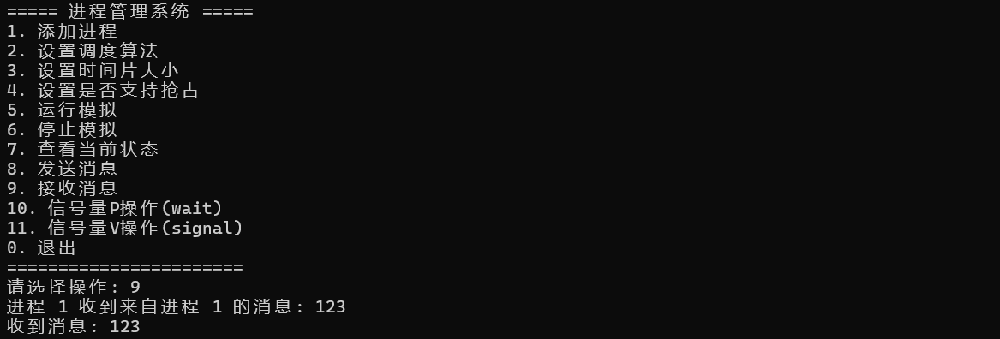 ===== 进程管理系统 =====
1. 添加进程
2. 设置调度算法
3. 设置时间片大小
4. 设置是否支持抢占
5. 运行模拟
6. 停止模拟
7. 查看当前状态
8. 发送消息
9. 接收消息
10. 信号量P操作(wait)
11. 信号量V操作(signal)
0. 退出
=======================
请选择操作: 9
进程 1 收到来自进程 1 的消息: 123
收到消息: 123